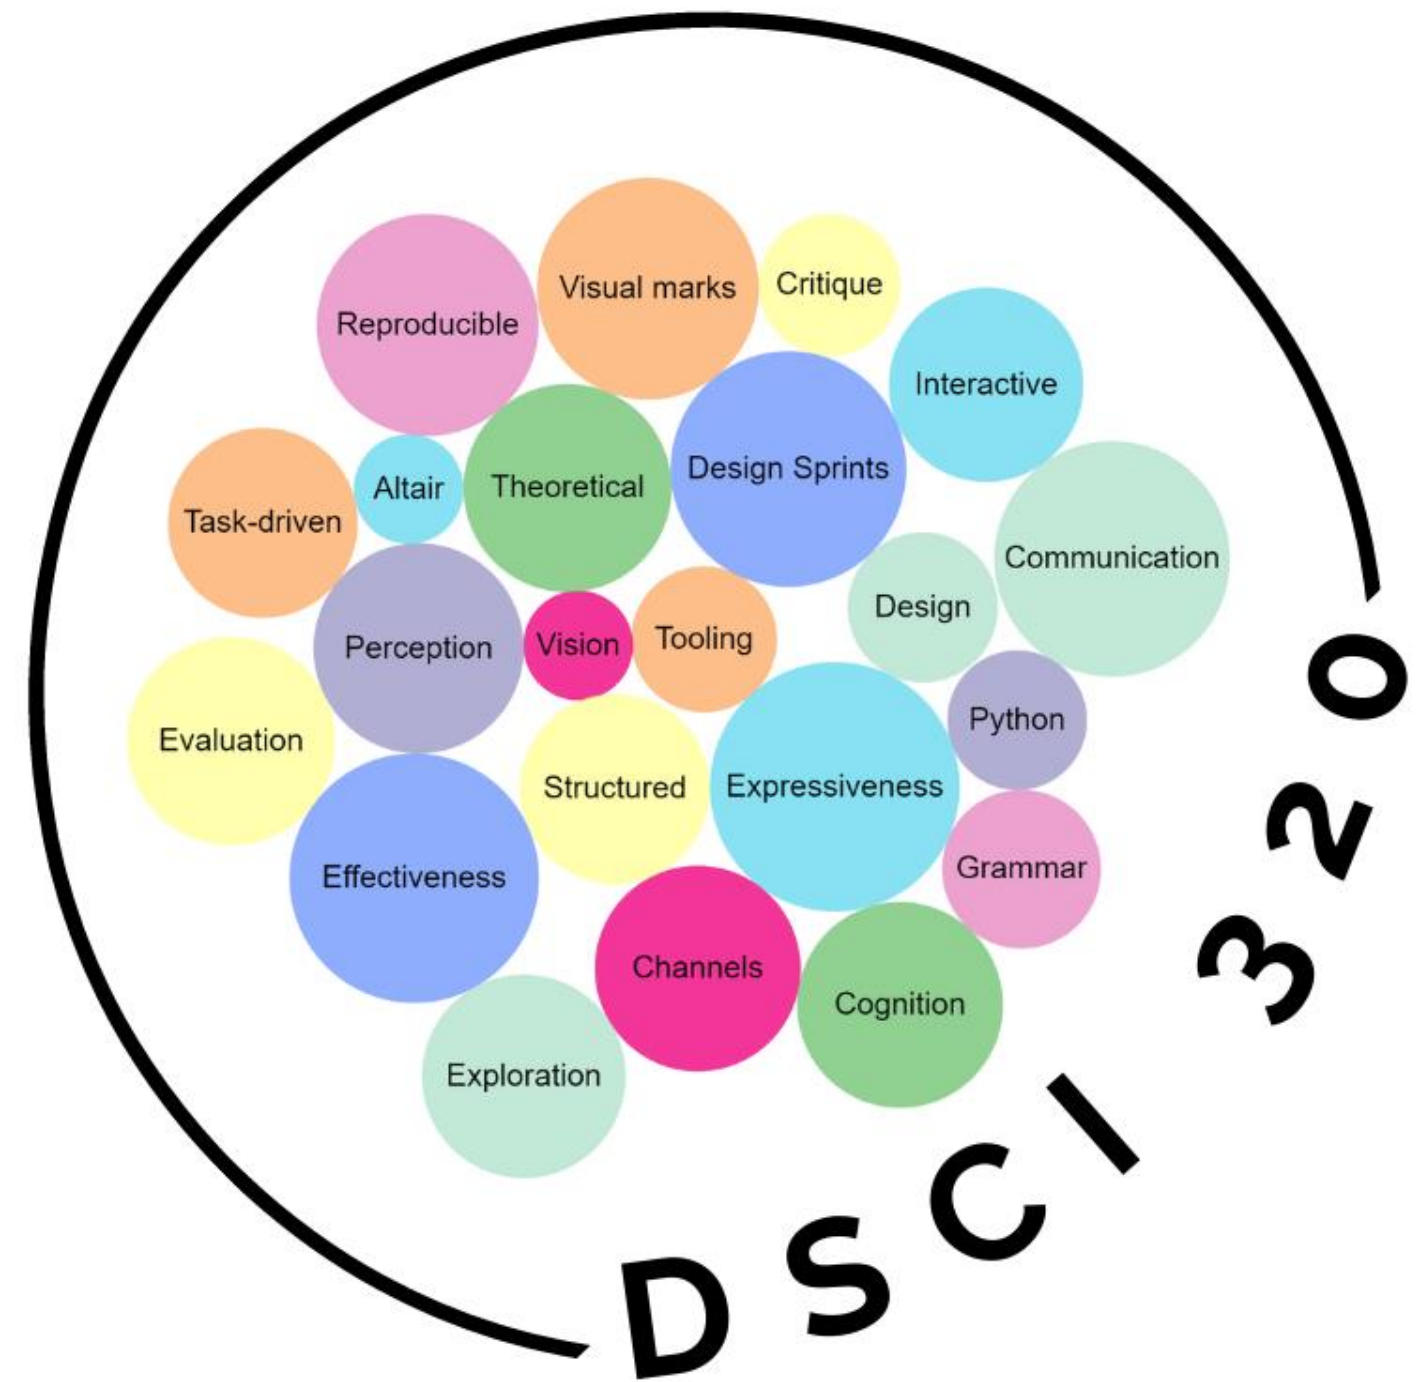 Visual marks
Critique
Reproducible
Interactive
Design Sprints
Theoretical
Altair
Task-driven
Communication
Design
Tooling
Vision
Perception
Python
Evaluation
Structured
Expressiveness
Grammar
Effectiveness
Channels
Cognition
Exploration
DSCI 320